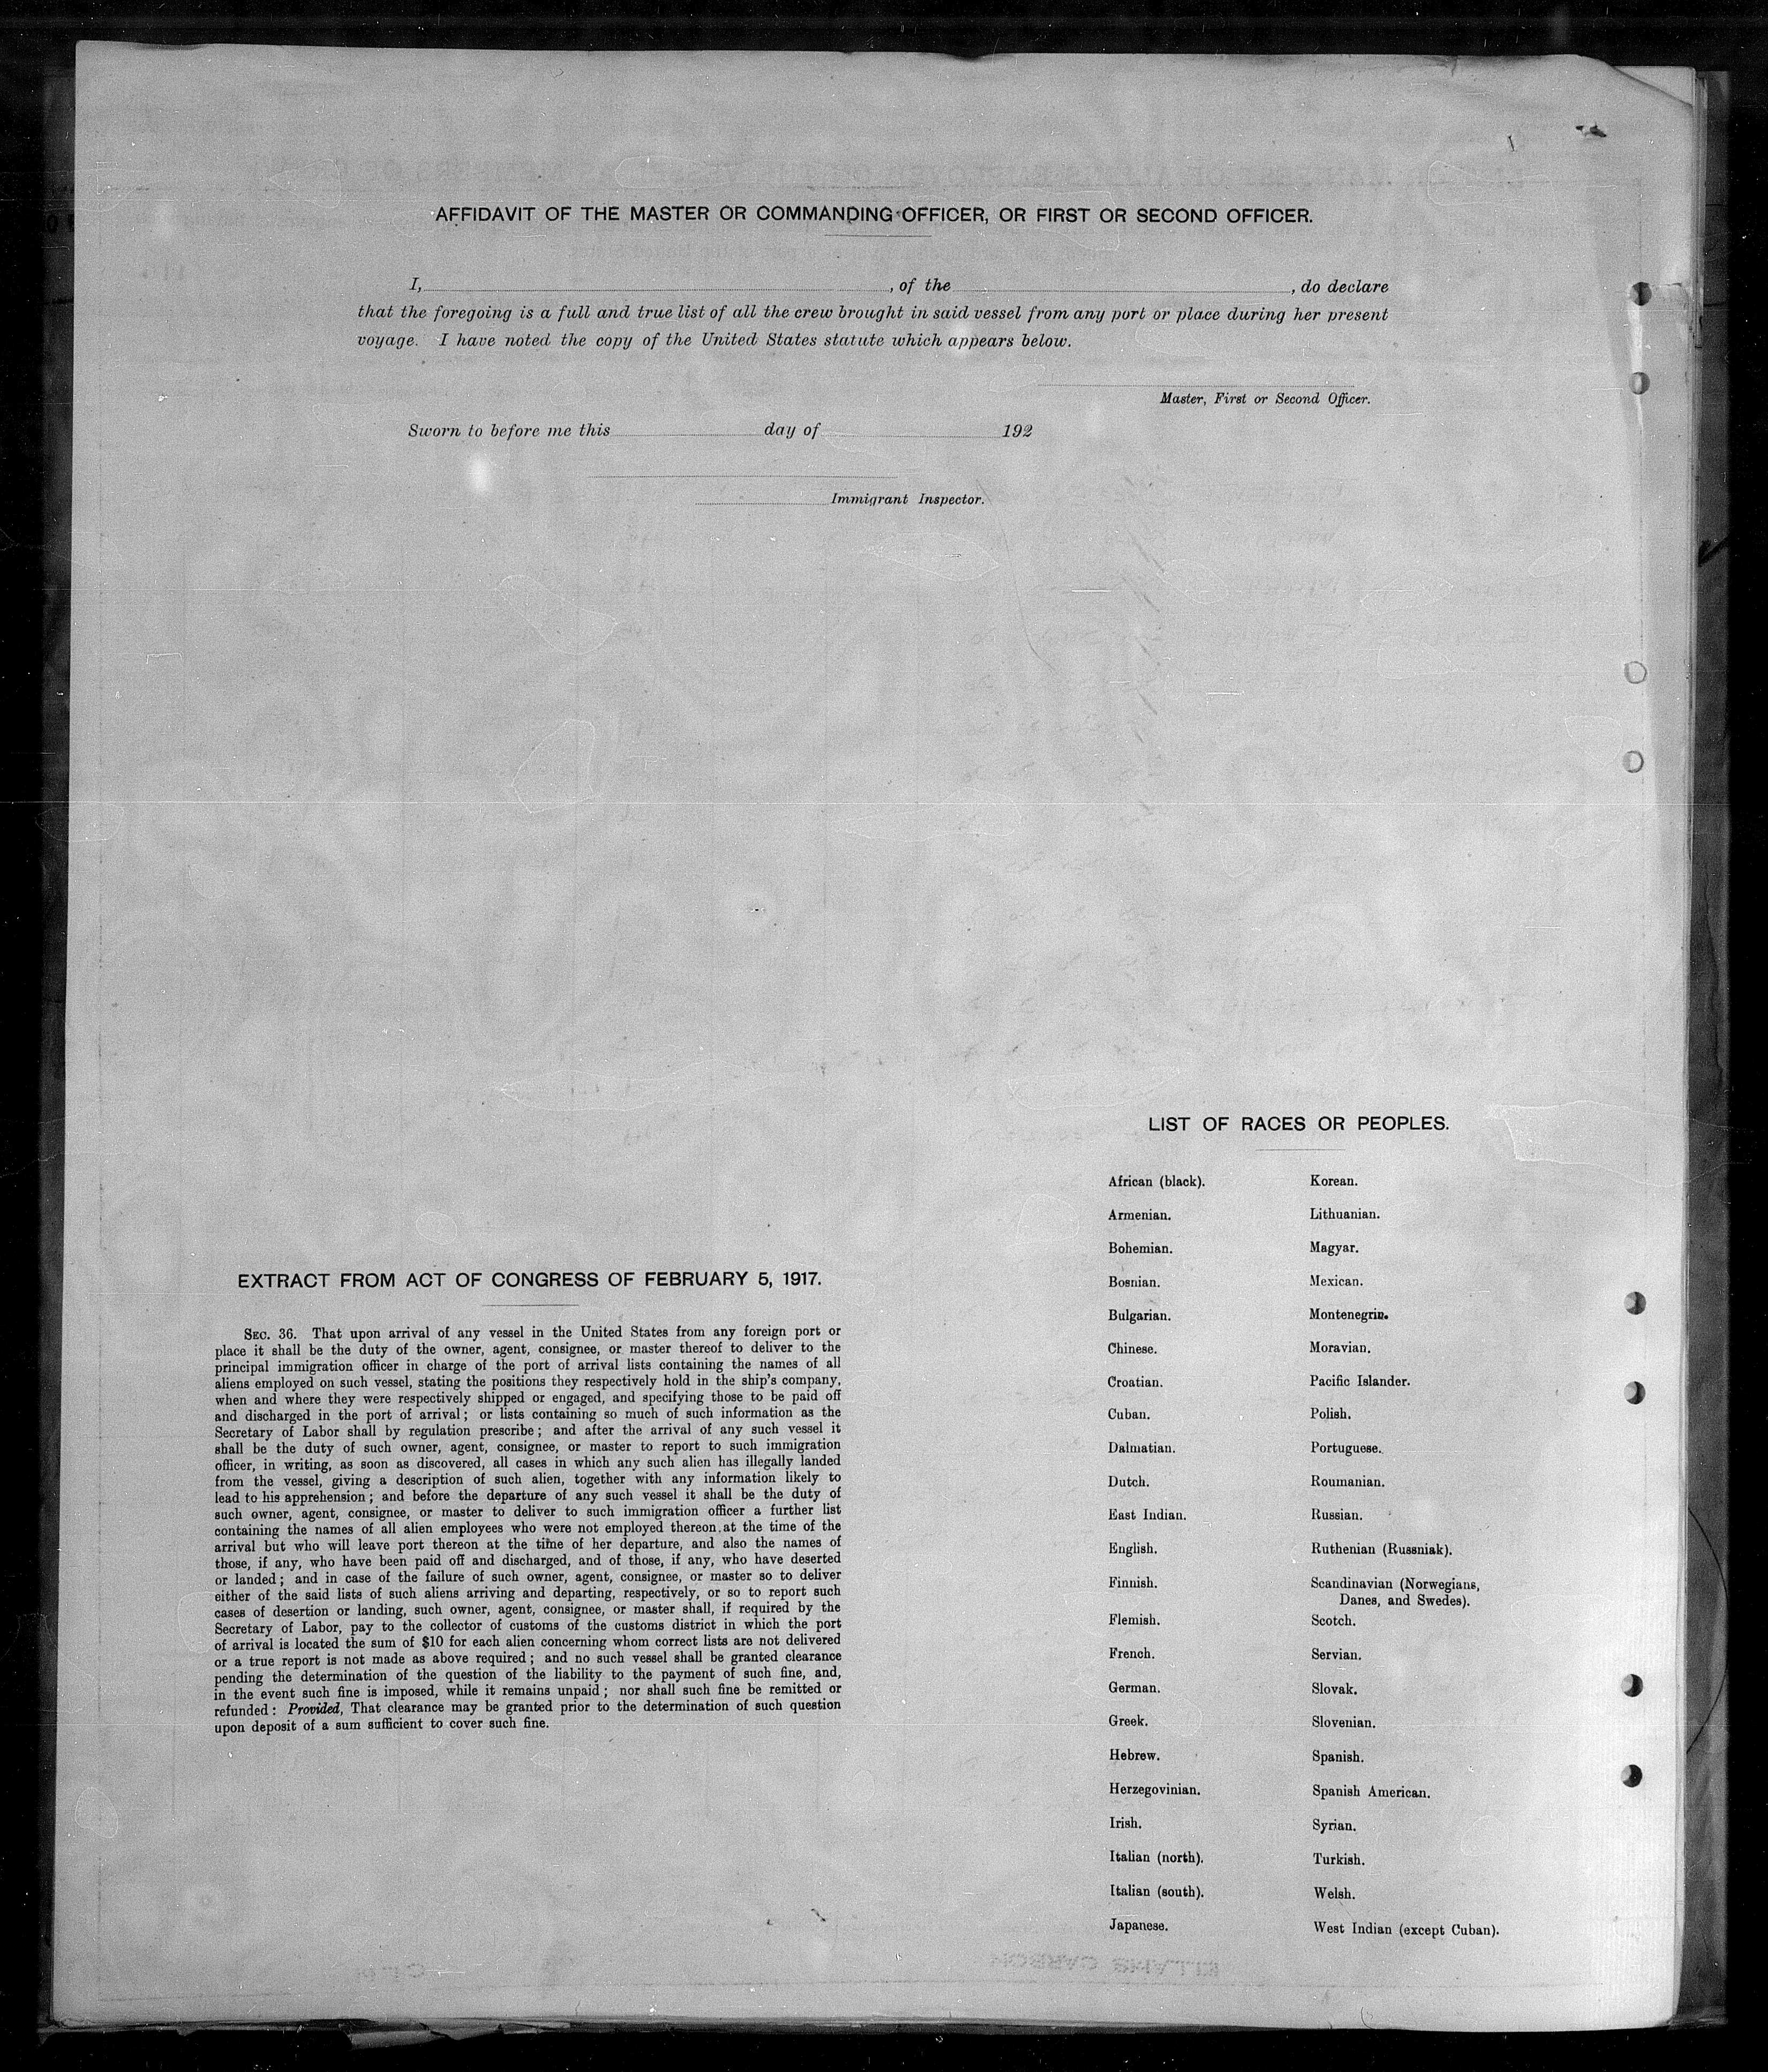 AFFIDAVIT OF THE MASTER OR COMMANDING OFFICER, OR FIRST OR SECOND OFFICER.
I, , of the , do declare
that the foregoing is a full and true list of all the crew brought in said vessel from any port or place during her present
voyage. I have noted the copy of the United States statute which appears below.
Master, First or Second Officer.
Sworn to before me this day of 192
Immigrant Inspector.
EXTRACT FROM ACT OF CONGRESS OF FEBRUARY 5, 1917.
SEC. 36. That upon arrival of any vessel in the United States from any foreign port or
place it shall be the duty of the owner, agent, consignee, or master thereof to deliver to the
principal immigration officer in charge of the port of arrival lists containing the names of all
aliens employed on such vessel, stating the positions they respectively hold in the ship's company,
when and where they were respectively shipped or engaged, and specifying those to be paid off
and discharged in the port of arrival; or lists containing so much of such information as the
Secretary of Labor shall by regulation prescribe; and after the arrival of any such vessel it
shall be the duty of such owner, agent, consignee, or master to report to such immigration
officer, in writing, as soon as discovered, all cases in which any such alien has illegally landed
from the vessel, giving a description of such alien, together with any information likely to
lead to his apprehension; and before the departure of any such vessel it shall be the duty of
such owner, agent, consignee, or master to deliver to such immigration officer a further list
containing the names of all alien employees who were not employed thereon at the time of the
arrival but who will leave port thereon at the time of her departure, and also the names of
those, if any, who have been paid off and discharged, and of those, if any, who have deserted
or landed; and in case of the failure of such owner, agent, consignee, or master so to deliver
either of the said lists of such aliens arriving and departing, respectively, or so to report such
cases of desertion or landing, such owner, agent, consignee, or master shall, if required by the
Secretary of Labor, pay to the collector of customs of the customs district in which the port
of arrival is located the sum of $10 for each alien concerning whom correct lists are not delivered
or a true report is not made as above required; and no such vessel shall be granted clearance
pending the determination of the question of the liability to the payment of such fine, and,
in the event such fine is imposed, while it remains unpaid; nor shall such fine be remitted or
refunded: Provided, That clearance may be granted prior to the determination of such question
upon deposit of a sum sufficient to cover such fine.
LIST OF RACES OR PEOPLES.
African (black).
Armenian.
Bohemian.
Bosnian.
Bulgarian.
Chinese.
Croatian.
Cuban.
Dalmatian.
Dutch.
East Indian.
English.
Finnish.
Flemish.
French.
German.
Greek.
Hebrew.
Herzegovinian.
Irish.
Italian (north).
Italian (south).
Japanese.
Korean.
Lithuanian.
Magyar.
Mexican.
Montenegrin.
Moravian.
Pacific Islander.
Polish.
Portuguese.
Roumanian.
Russian.
Ruthenian (Russniak).
Scandinavian (Norwegians,
Danes, and Swedes).
Scotch.
Servian.
Slovak.
Slovenian.
Spanish.
Spanish American.
Syrian.
Turkish.
Welsh.
West Indian (except Cuban).